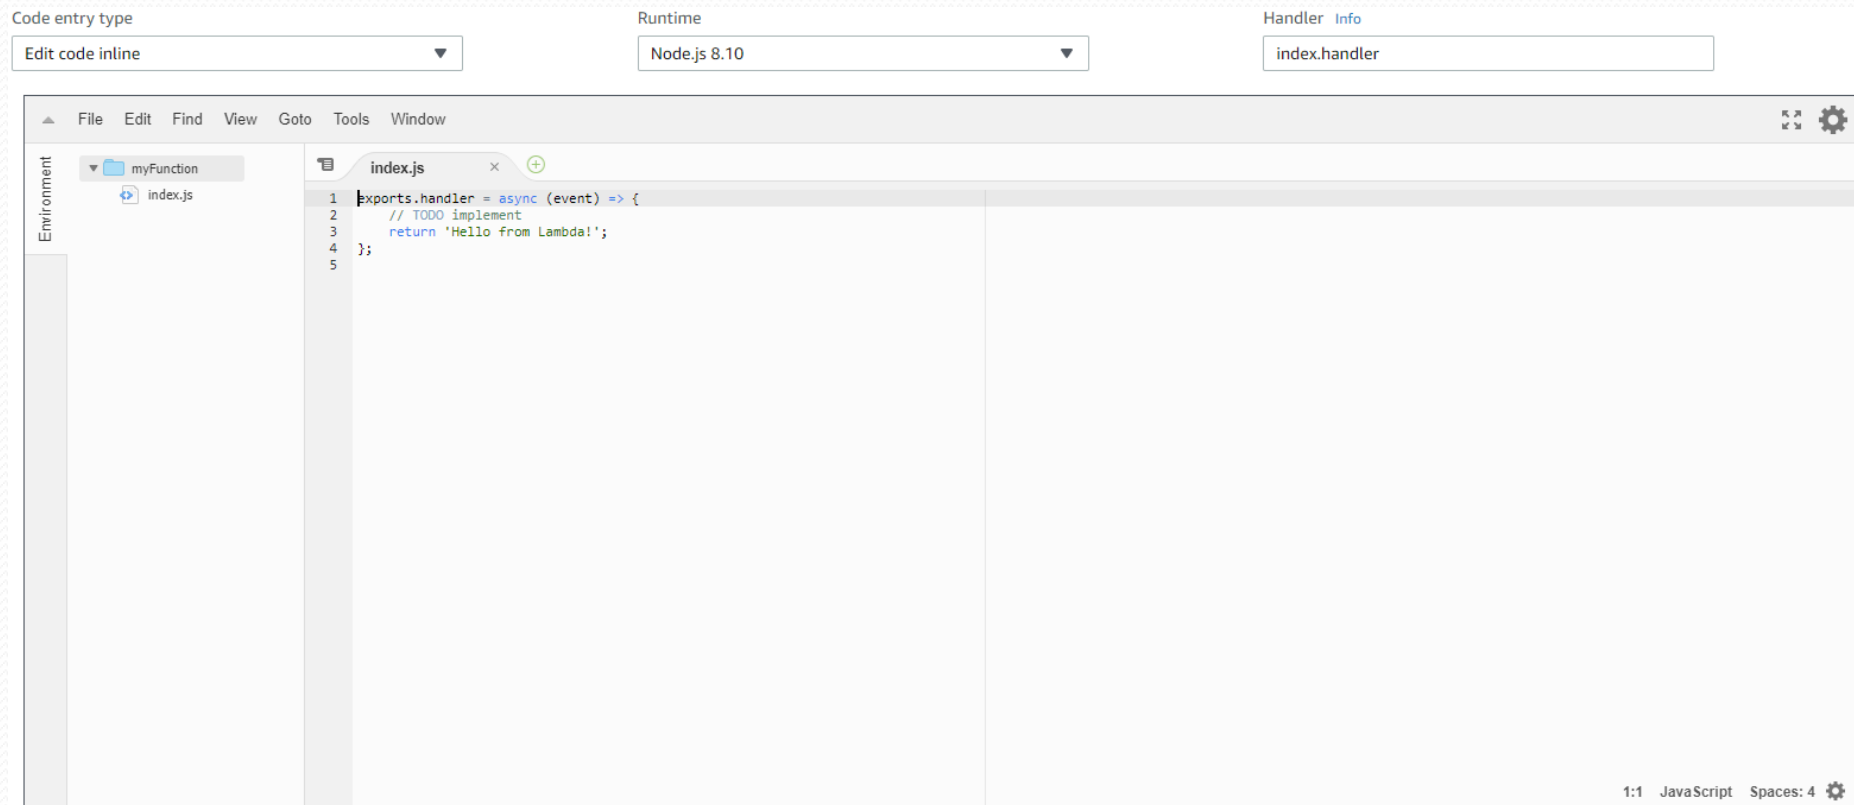 Code entry type
Runtime
Handler Info
Edit code inline
Node.js 8.10
index.handler
File Edit Find View Goto Tools Window
Environment
myFunction
index.js
index.js
1 exports.handler = async (event) => {
2     // TODO implement
3     return 'Hello from Lambda!';
4 };
5
1:1 JavaScript Spaces: 4